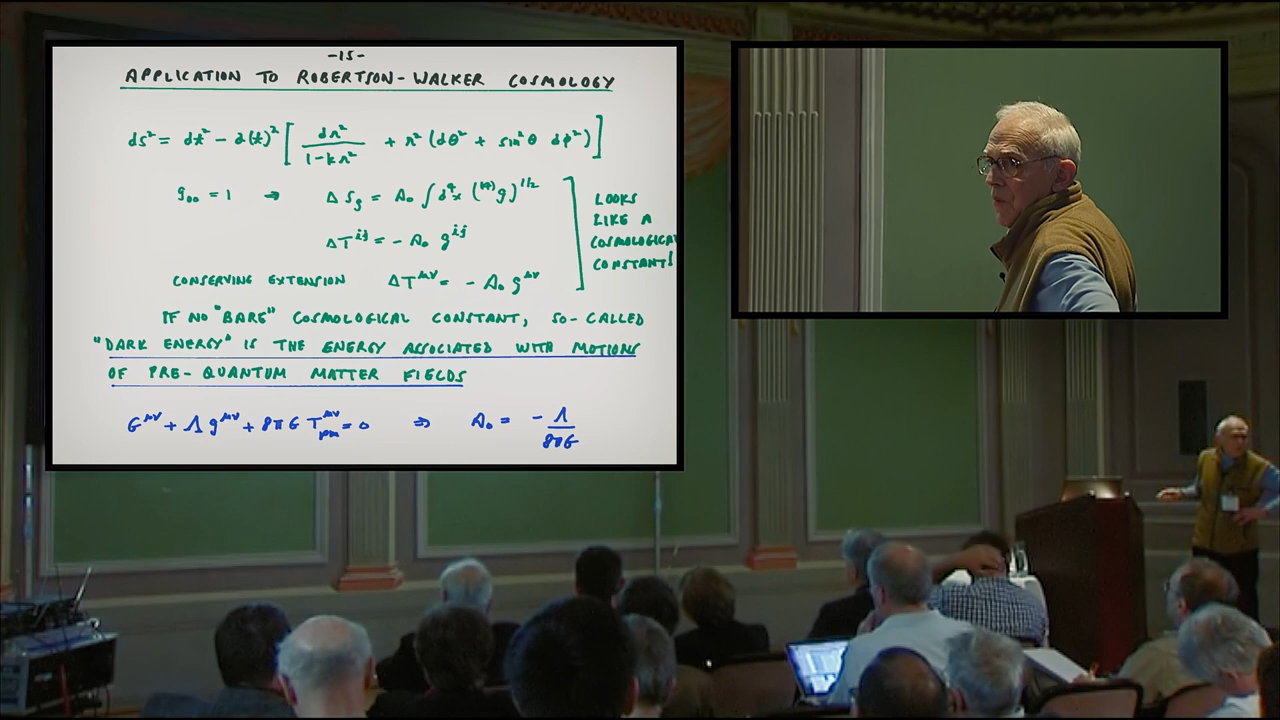 -15-
APPLICATION TO ROBERTSON-WALKER COSMOLOGY
ds² = dt² - a(t)² [ dr²/(1-kr²) + r² (dθ² + sin²θ dφ²) ]
g₀₀ = 1 ⇒ ΔS_g = A₀ ∫ d⁴x (⁽⁴⁾g)^{1/2}
ΔT^{ij} = - A₀ g^{ij}
LOOKS
LIKE A
COSMOLOGICAL
CONSTANT!
CONSERVING EXTENSION ΔT^{μν} = - A₀ g^{μν}
IF NO "BARE" COSMOLOGICAL CONSTANT, SO-CALLED
"DARK ENERGY" IS THE ENERGY ASSOCIATED WITH MOTIONS
OF PRE-QUANTUM MATTER FIELDS
G^{μν} + Λ g^{μν} + 8πG T^{μν}_{pm} = 0 ⇒ A₀ = - Λ/8πG